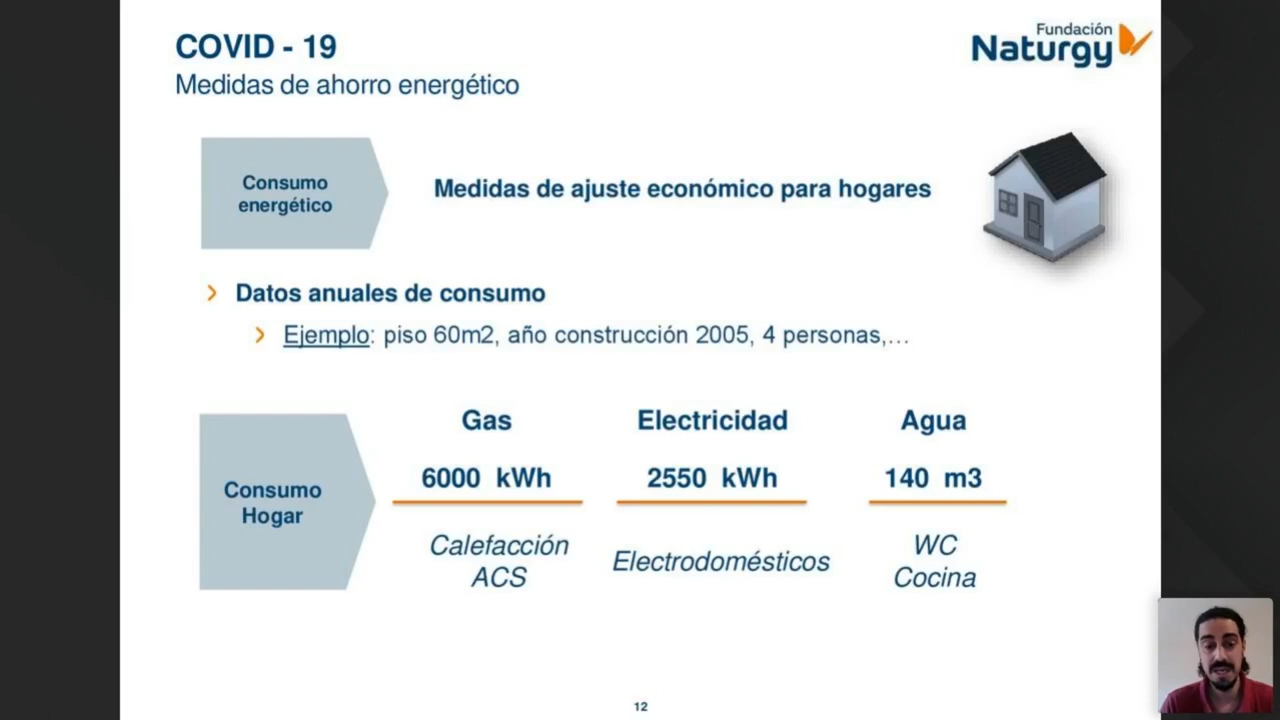 COVID - 19
Medidas de ahorro energético
Fundación
Naturgy
Consumo
energético
Medidas de ajuste económico para hogares
Datos anuales de consumo
Ejemplo: piso 60m2, año construcción 2005, 4 personas,…
Consumo
Hogar
Gas
6000 kWh
Calefacción
ACS
Electricidad
2550 kWh
Electrodomésticos
Agua
140 m3
WC
Cocina
12